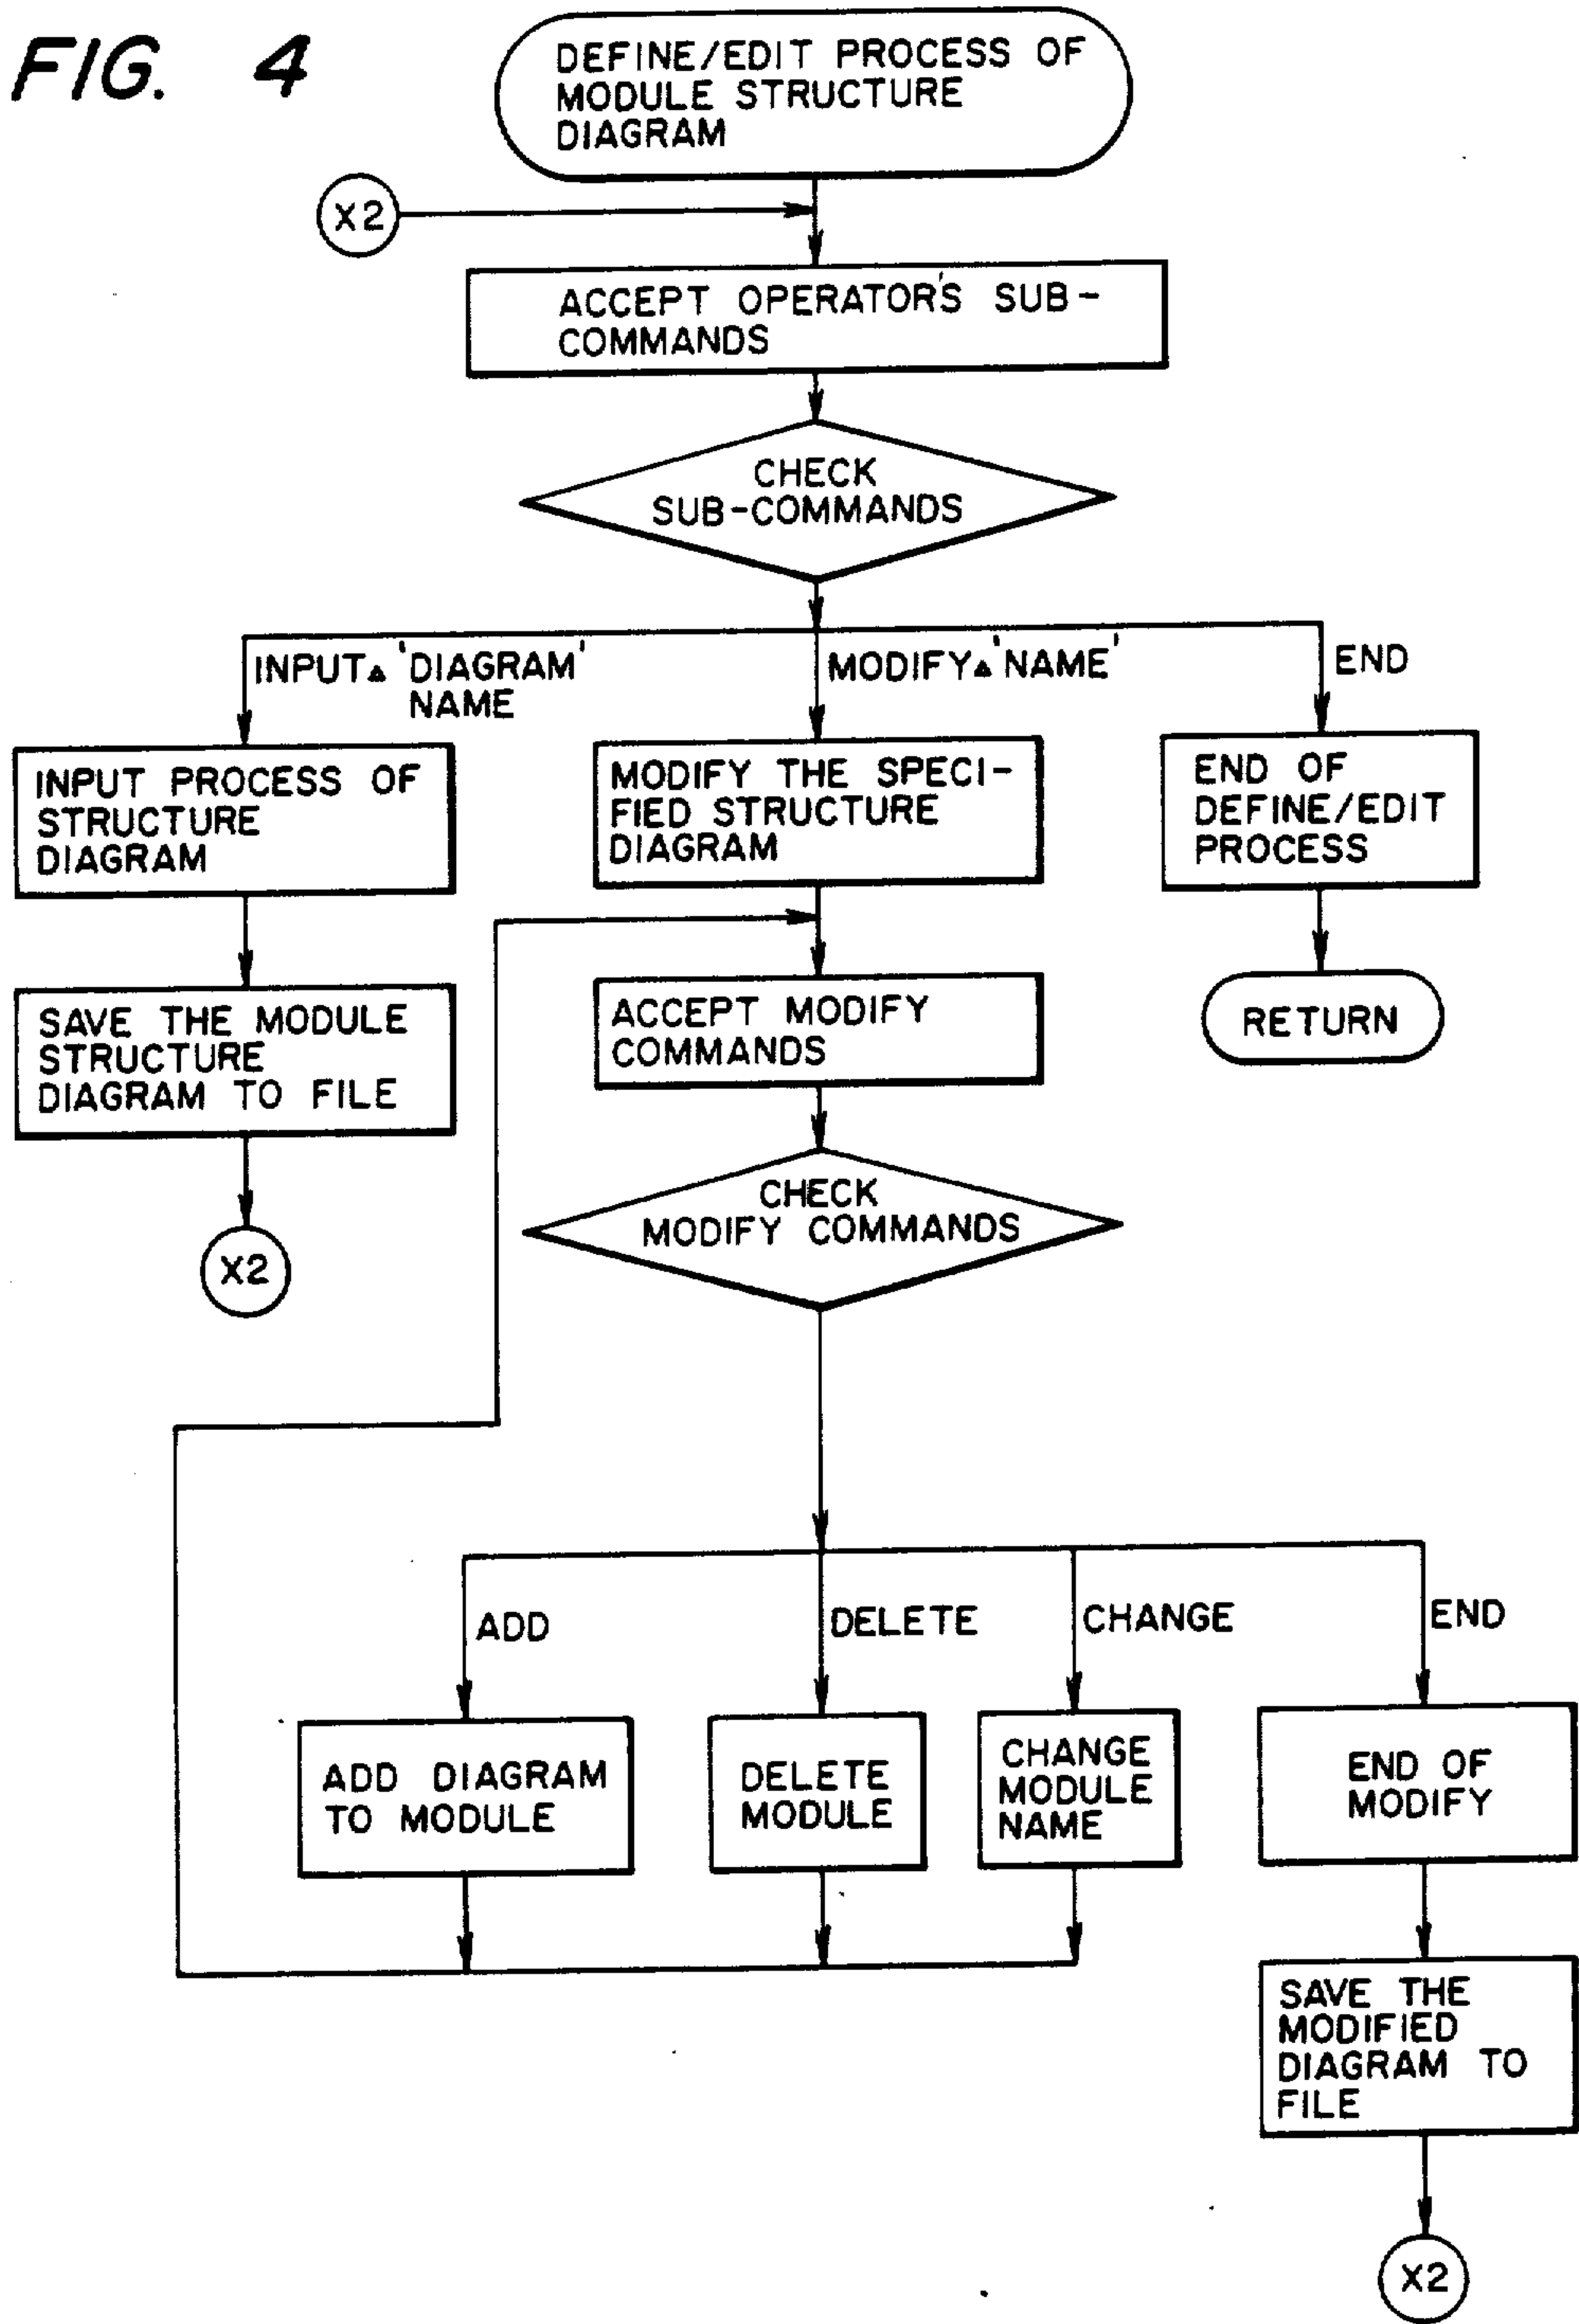 FIG. 4
DEFINE/EDIT PROCESS OF
MODULE STRUCTURE
DIAGRAM
X2
ACCEPT OPERATOR'S SUB-
COMMANDS
CHECK
SUB-COMMANDS
INPUT▵ 'DIAGRAM'
NAME
MODIFY▵'NAME'
END
INPUT PROCESS OF
STRUCTURE
DIAGRAM
MODIFY THE SPECI-
FIED STRUCTURE
DIAGRAM
END OF
DEFINE/EDIT
PROCESS
SAVE THE MODULE
STRUCTURE
DIAGRAM TO FILE
ACCEPT MODIFY
COMMANDS
RETURN
CHECK
MODIFY COMMANDS
X2
ADD
DELETE
CHANGE
END
ADD DIAGRAM
TO MODULE
DELETE
MODULE
CHANGE
MODULE
NAME
END OF
MODIFY
SAVE THE
MODIFIED
DIAGRAM TO
FILE
X2